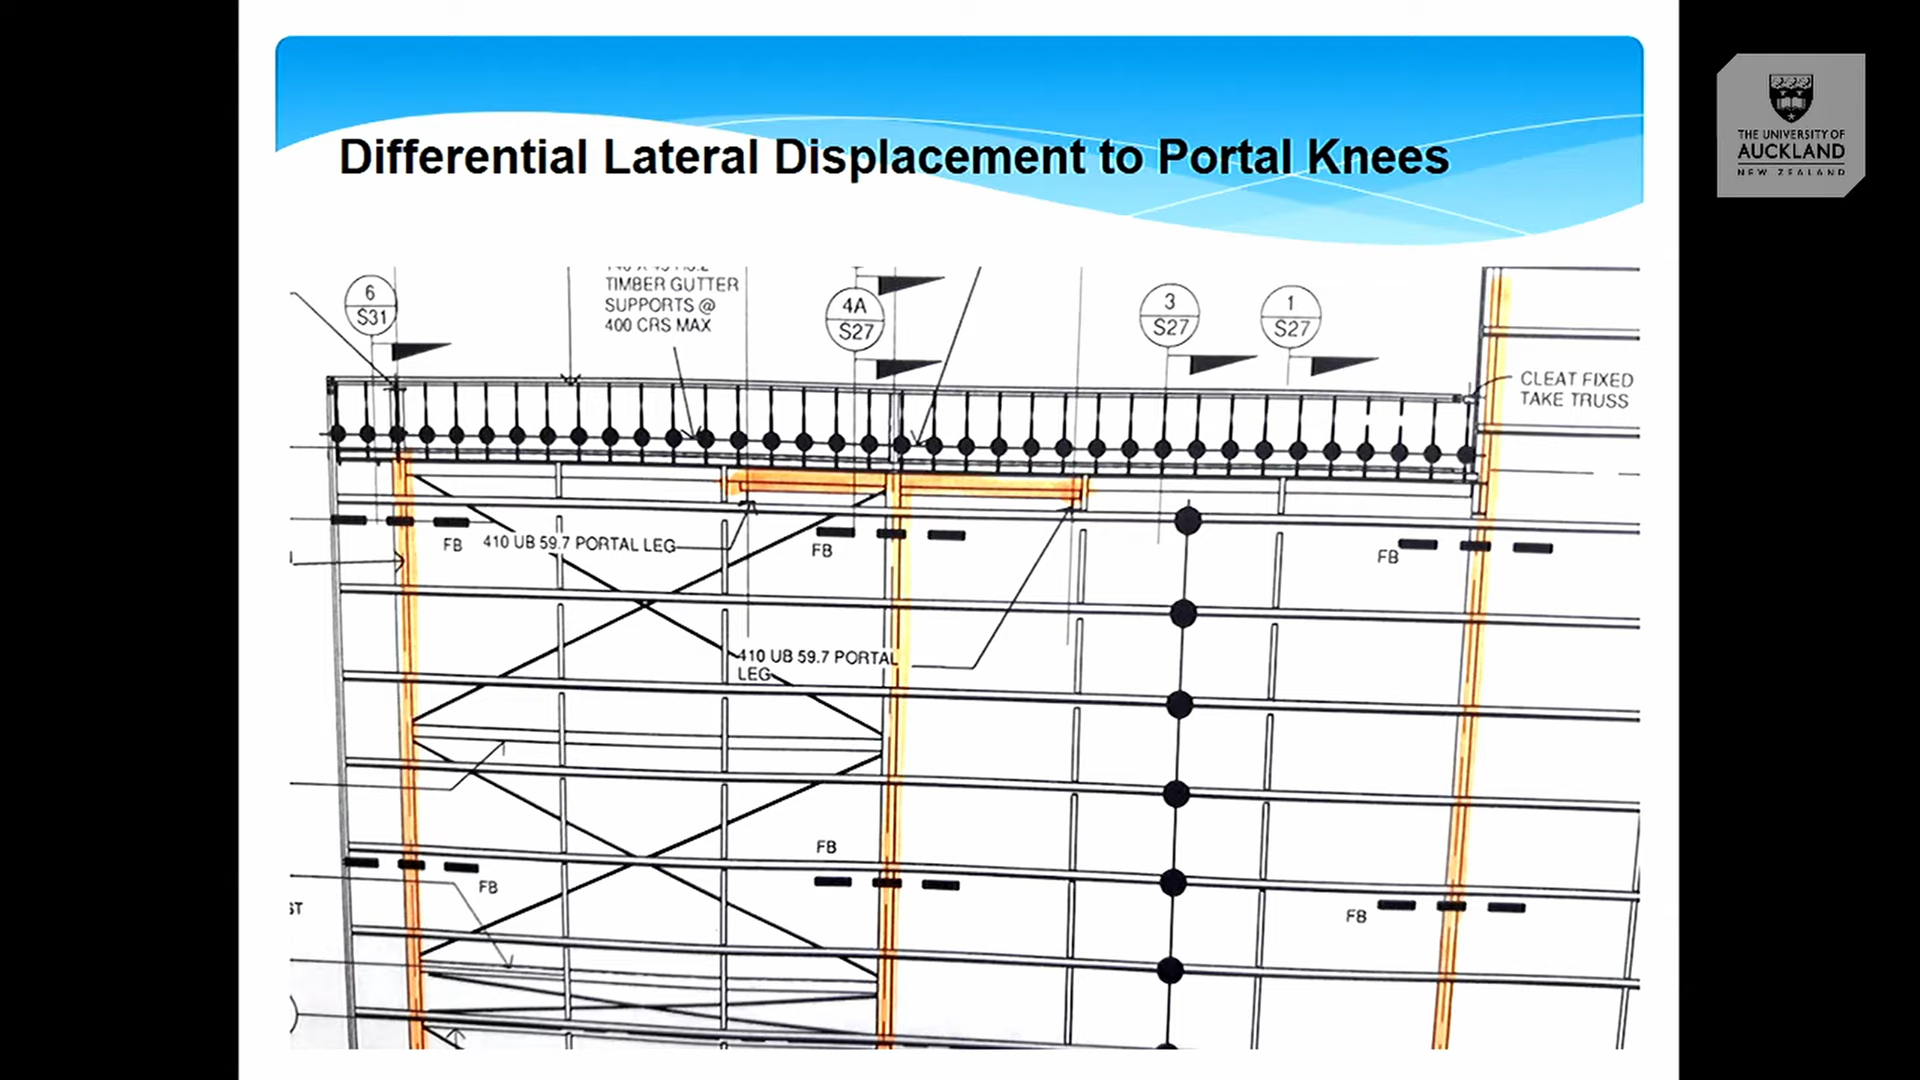 Differential Lateral Displacement to Portal Knees
THE UNIVERSITY OF
AUCKLAND
NEW ZEALAND
6
S31
TIMBER GUTTER
SUPPORTS @
400 CRS MAX
4A
S27
3
S27
1
S27
CLEAT FIXED
TAKE TRUSS
FB
410 UB 59.7 PORTAL LEG
FB
FB
410 UB 59.7 PORTAL
LEG
FB
FB
FB
ST